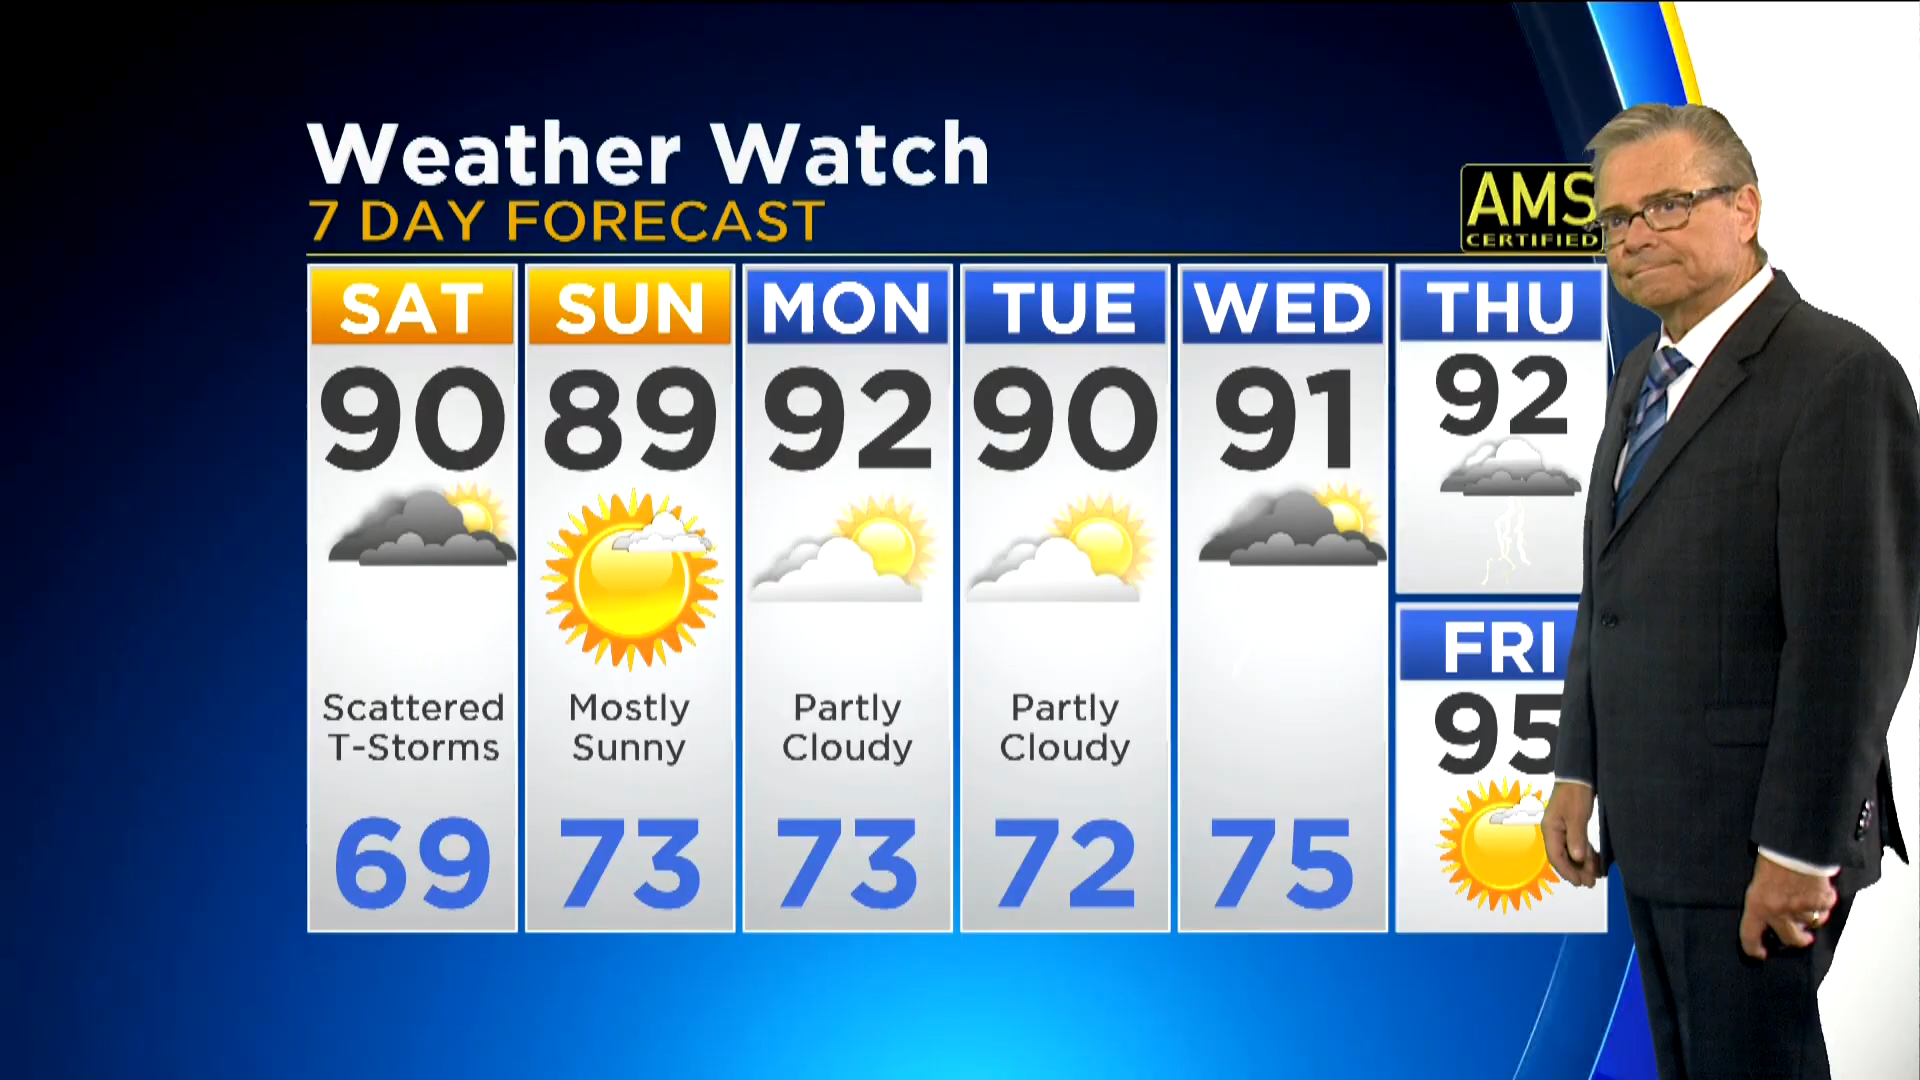 Weather Watch
7 DAY FORECAST
AMS
CERTIFIED
SAT
90
Scattered
T-Storms
69
SUN
89
Mostly
Sunny
73
MON
92
Partly
Cloudy
73
TUE
90
Partly
Cloudy
72
WED
91
75
THU
92
FRI
95